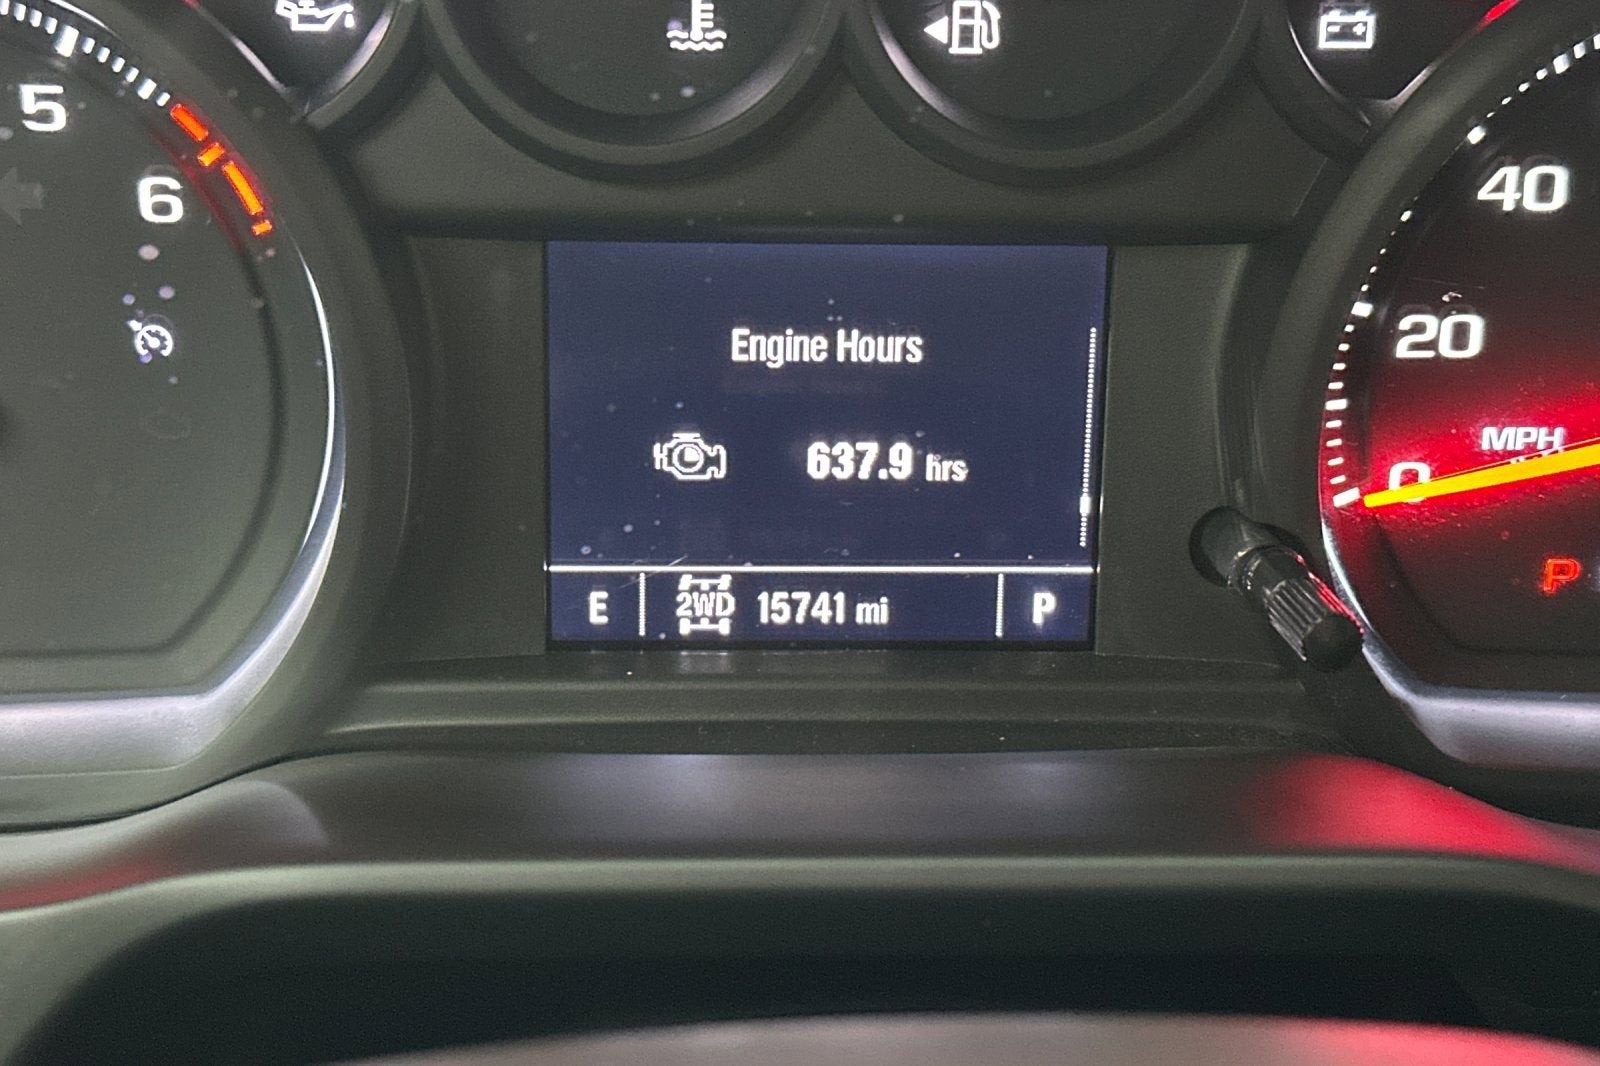 5
6
40
20
MPH
0
P
Engine Hours
637.9 hrs
E 2WD 15741 mi P